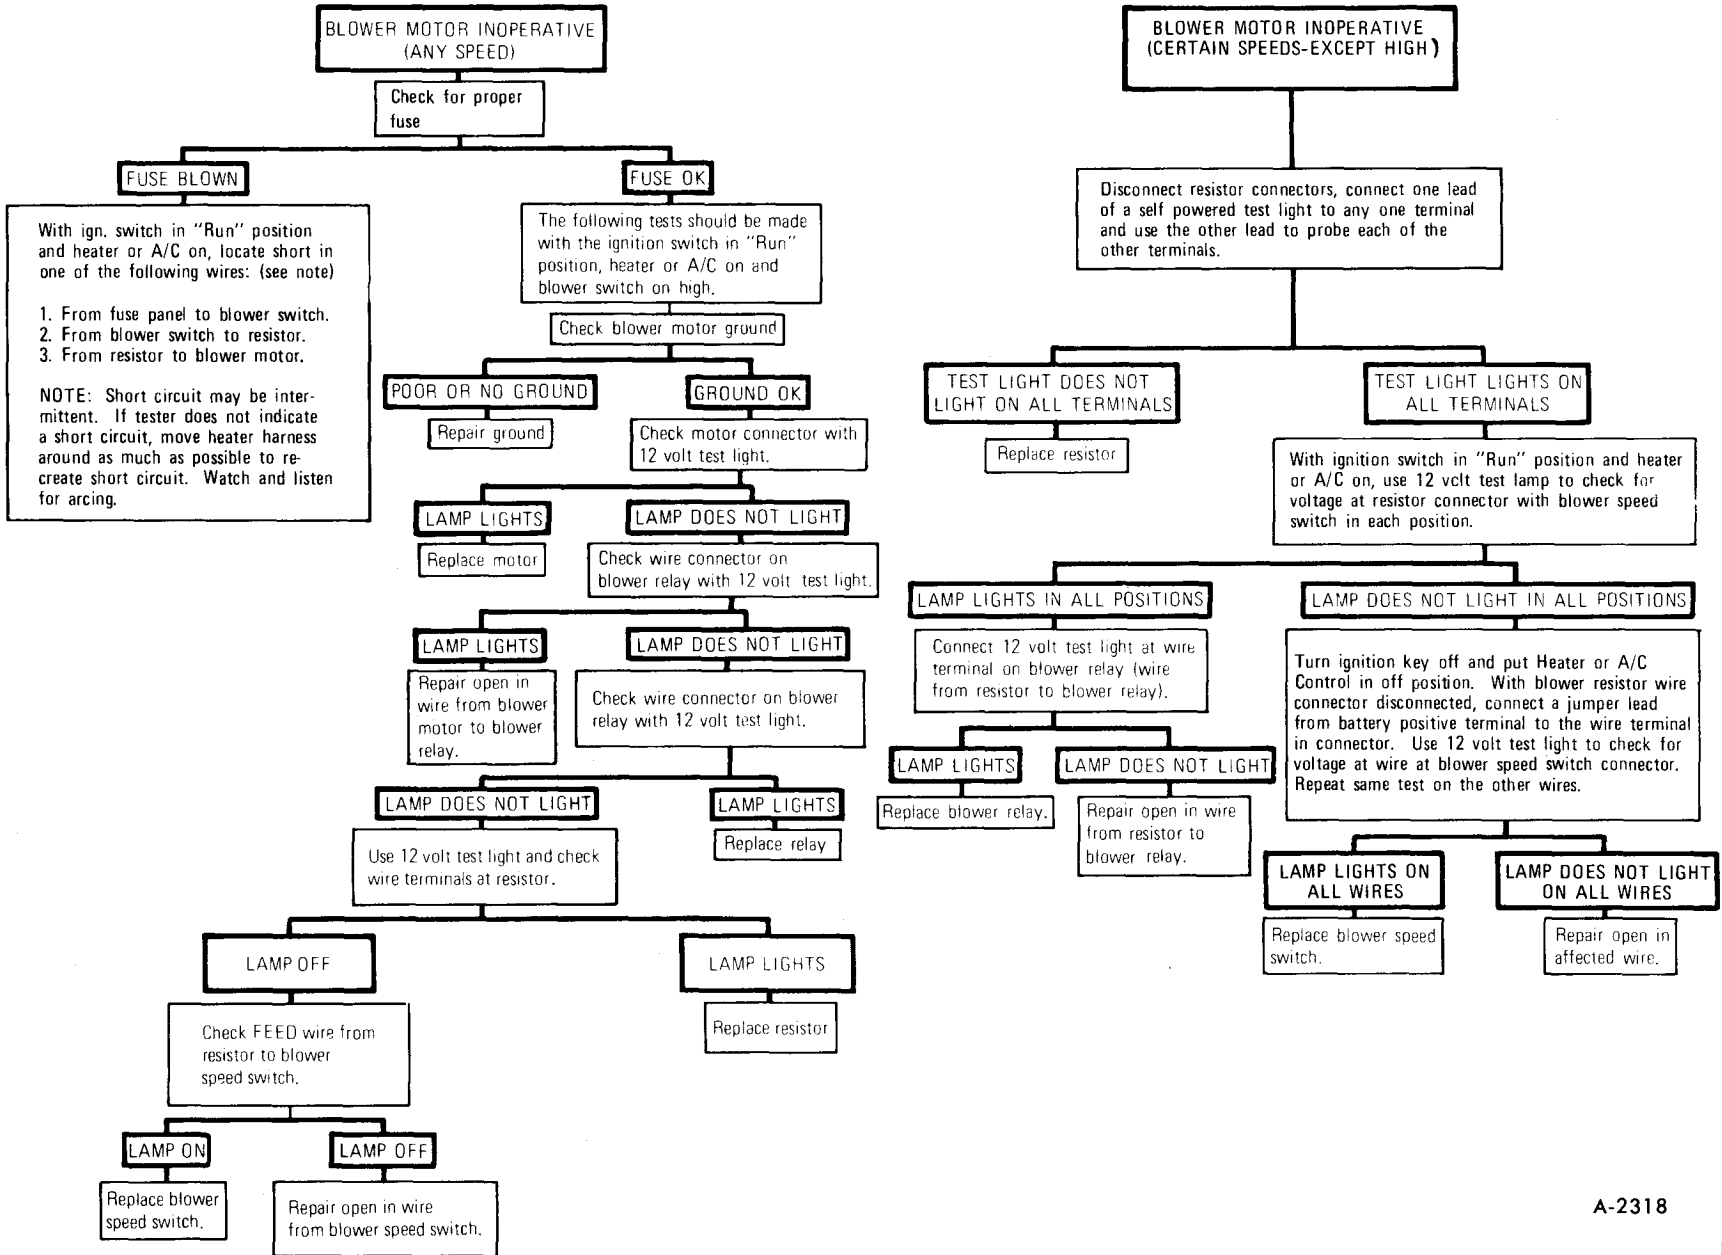 BLOWER MOTOR INOPERATIVE
(ANY SPEED)
Check for proper
fuse
FUSE BLOWN
With ign. switch in "Run" position
and heater or A/C on, locate short in
one of the following wires: (see note)
1. From fuse panel to blower switch.
2. From blower switch to resistor.
3. From resistor to blower motor.
NOTE: Short circuit may be inter-
mittent. If tester does not indicate
a short circuit, move heater harness
around as much as possible to re-
create short circuit. Watch and listen
for arcing.
FUSE OK
The following tests should be made
with the ignition switch in "Run"
position, heater or A/C on and
blower switch on high.
Check blower motor ground
POOR OR NO GROUND
Repair ground
GROUND OK
Check motor connector with
12 volt test light.
LAMP LIGHTS
Replace motor
LAMP DOES NOT LIGHT
Check wire connector on
blower relay with 12 volt test light.
LAMP LIGHTS
Repair open in
wire from blower
motor to blower
relay.
LAMP DOES NOT LIGHT
Check wire connector on blower
relay with 12 volt test light.
LAMP DOES NOT LIGHT
Use 12 volt test light and check
wire terminals at resistor.
LAMP LIGHTS
Replace relay
LAMP OFF
Check FEED wire from
resistor to blower
speed switch.
LAMP LIGHTS
Replace resistor
LAMP ON
Replace blower
speed switch.
LAMP OFF
Repair open in wire
from blower speed switch.
BLOWER MOTOR INOPERATIVE
(CERTAIN SPEEDS-EXCEPT HIGH)
Disconnect resistor connectors, connect one lead
of a self powered test light to any one terminal
and use the other lead to probe each of the
other terminals.
TEST LIGHT DOES NOT
LIGHT ON ALL TERMINALS
Replace resistor
TEST LIGHT LIGHTS ON
ALL TERMINALS
With ignition switch in "Run" position and heater
or A/C on, use 12 volt test lamp to check for
voltage at resistor connector with blower speed
switch in each position.
LAMP LIGHTS IN ALL POSITIONS
Connect 12 volt test light at wire
terminal on blower relay (wire
from resistor to blower relay).
LAMP LIGHTS
Replace blower relay.
LAMP DOES NOT LIGHT
Repair open in wire
from resistor to
blower relay.
LAMP DOES NOT LIGHT IN ALL POSITIONS
Turn ignition key off and put Heater or A/C
Control in off position. With blower resistor wire
connector disconnected, connect a jumper lead
from battery positive terminal to the wire terminal
in connector. Use 12 volt test light to check for
voltage at wire at blower speed switch connector.
Repeat same test on the other wires.
LAMP LIGHTS ON
ALL WIRES
Replace blower speed
switch.
LAMP DOES NOT LIGHT
ON ALL WIRES
Repair open in
affected wire.
A-2318